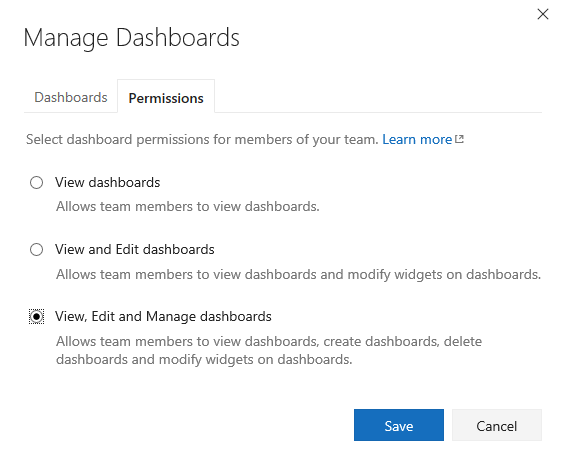 Manage Dashboards
Dashboards Permissions
Select dashboard permissions for members of your team. Learn more
View dashboards
Allows team members to view dashboards.
View and Edit dashboards
Allows team members to view dashboards and modify widgets on dashboards.
View, Edit and Manage dashboards
Allows team members to view dashboards, create dashboards, delete
dashboards and modify widgets on dashboards.
Save Cancel